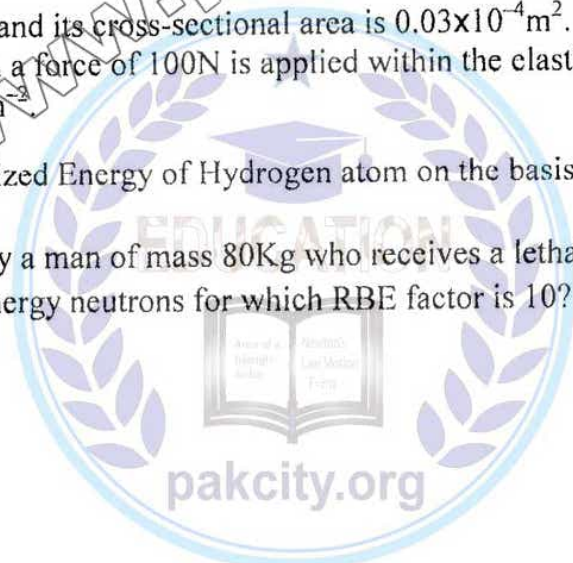 and its cross-sectional area is 0.03x10⁻⁴m².
a force of 100N is applied within the elast
ized Energy of Hydrogen atom on the basis
y a man of mass 80Kg who receives a letha
nergy neutrons for which RBE factor is 10?
EDUCATION
pakcity.org